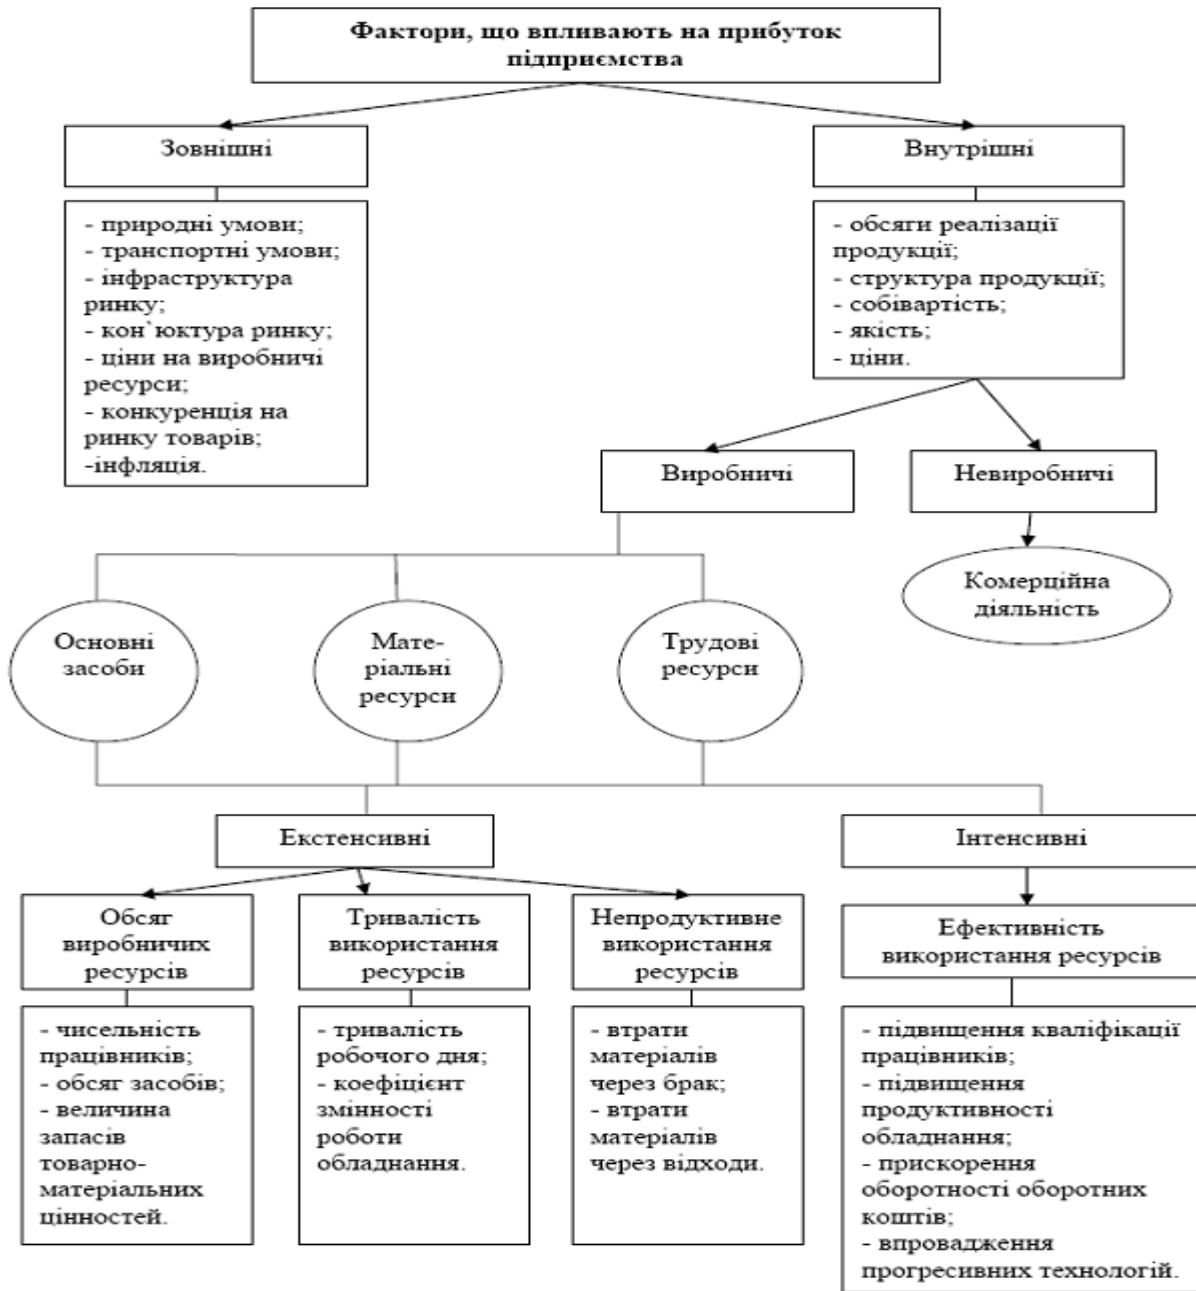 Фактори, що впливають на прибуток
підприємства
Зовнішні
Внутрішні
- природні умови;
- транспортні умови;
- інфраструктура
ринку;
- кон`юктура ринку;
- ціни на виробничі
ресурси;
- конкуренція на
ринку товарів;
-інфляція.
- обсяги реалізації
продукції;
- структура продукції;
- собівартість;
- якість;
- ціни.
Виробничі
Невиробничі
Комерційна
діяльність
Основні
засоби
Мате-
ріальні
ресурси
Трудові
ресурси
Екстенсивні
Інтенсивні
Обсяг
виробничих
ресурсів
Тривалість
використання
ресурсів
Непродуктивне
використання
ресурсів
Ефективність
використання ресурсів
- чисельність
працівників;
- обсяг засобів;
- величина
запасів
товарно-
матеріальних
цінностей.
- тривалість
робочого дня;
- коефіцієнт
змінності
роботи
обладнання.
- втрати
матеріалів
через брак;
- втрати
матеріалів
через відходи.
- підвищення кваліфікації
працівників;
- підвищення
продуктивності
обладнання;
- прискорення
оборотності оборотних
коштів;
- впровадження
прогресивних технологій.